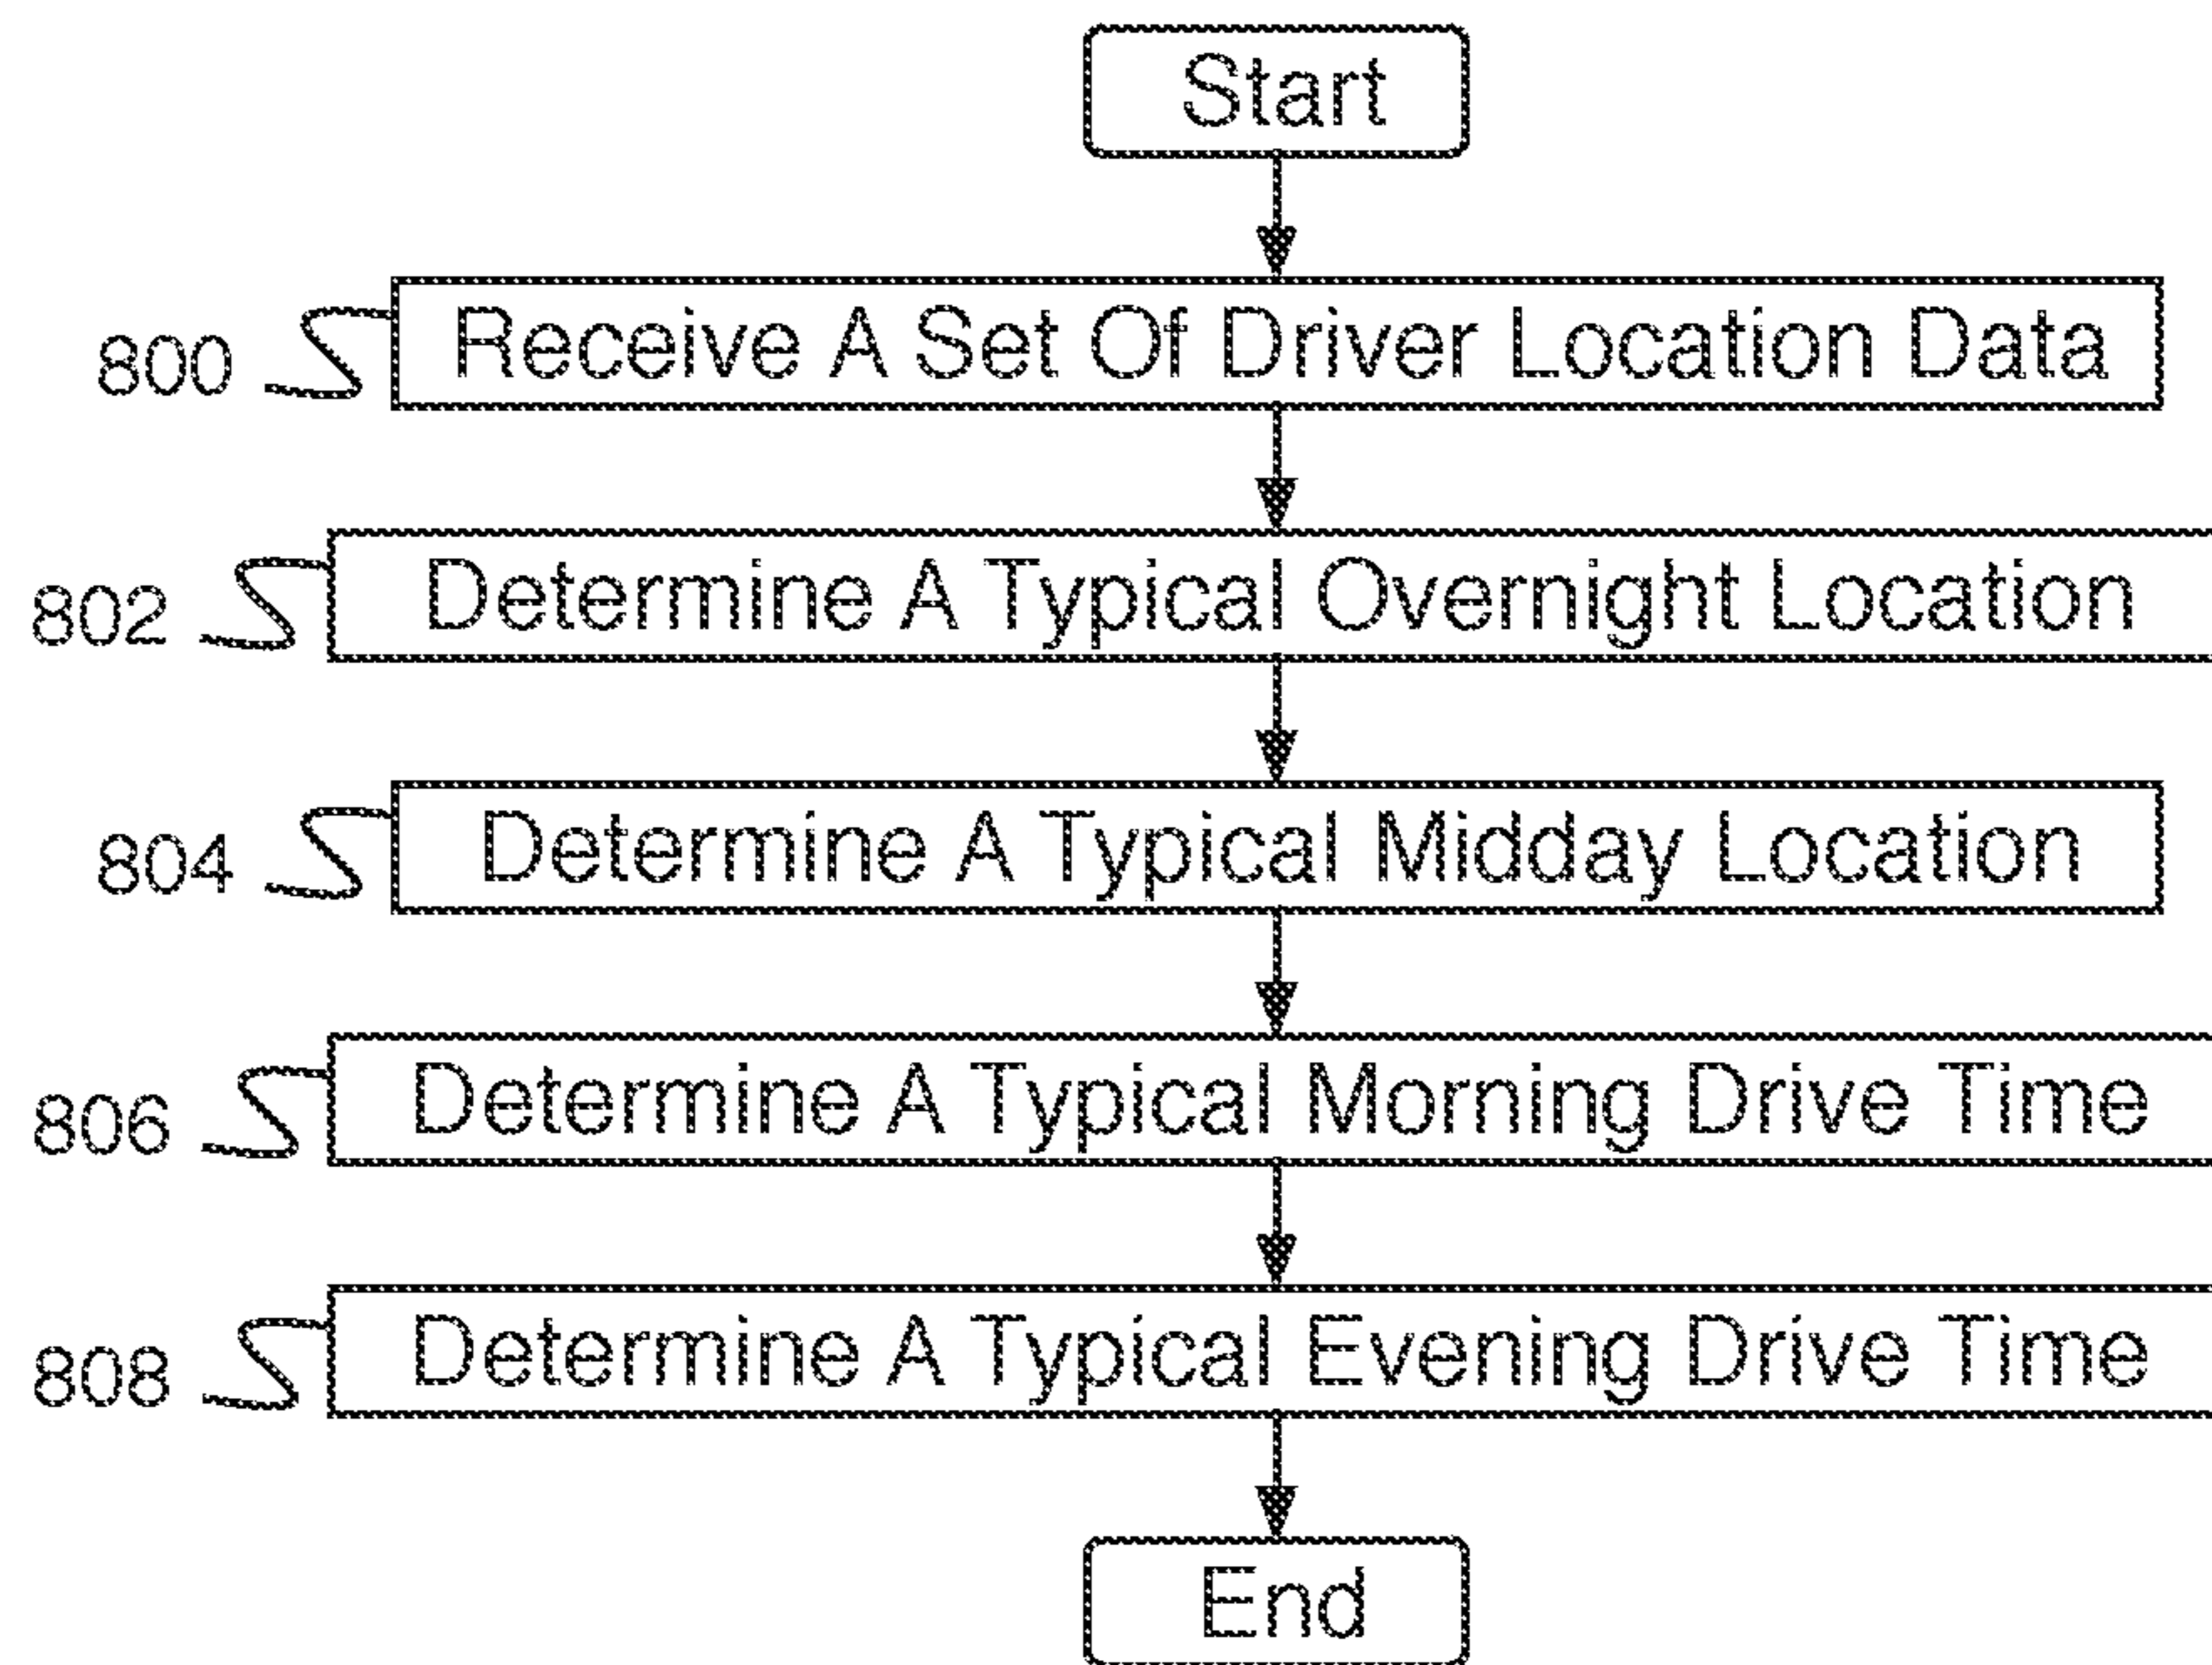 Start
800 Receive A Set Of Driver Location Data
802 Determine A Typical Overnight Location
804 Determine A Typical Midday Location
806 Determine A Typical Morning Drive Time
808 Determine A Typical Evening Drive Time
End